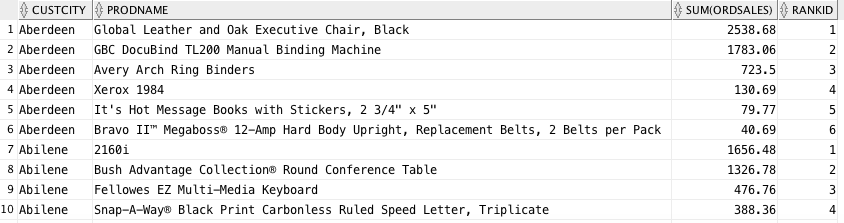 CUSTCITY PRODNAME SUM(ORDSALES) RANKID
1 Aberdeen Global Leather and Oak Executive Chair, Black 2538.68 1
2 Aberdeen GBC DocuBind TL200 Manual Binding Machine 1783.06 2
3 Aberdeen Avery Arch Ring Binders 723.5 3
4 Aberdeen Xerox 1984 130.69 4
5 Aberdeen It's Hot Message Books with Stickers, 2 3/4" x 5" 79.77 5
6 Aberdeen Bravo II™ Megaboss® 12-Amp Hard Body Upright, Replacement Belts, 2 Belts per Pack 40.69 6
7 Abilene 2160i 1656.48 1
8 Abilene Bush Advantage Collection® Round Conference Table 1326.78 2
9 Abilene Fellowes EZ Multi-Media Keyboard 476.76 3
10 Abilene Snap-A-Way® Black Print Carbonless Ruled Speed Letter, Triplicate 388.36 4